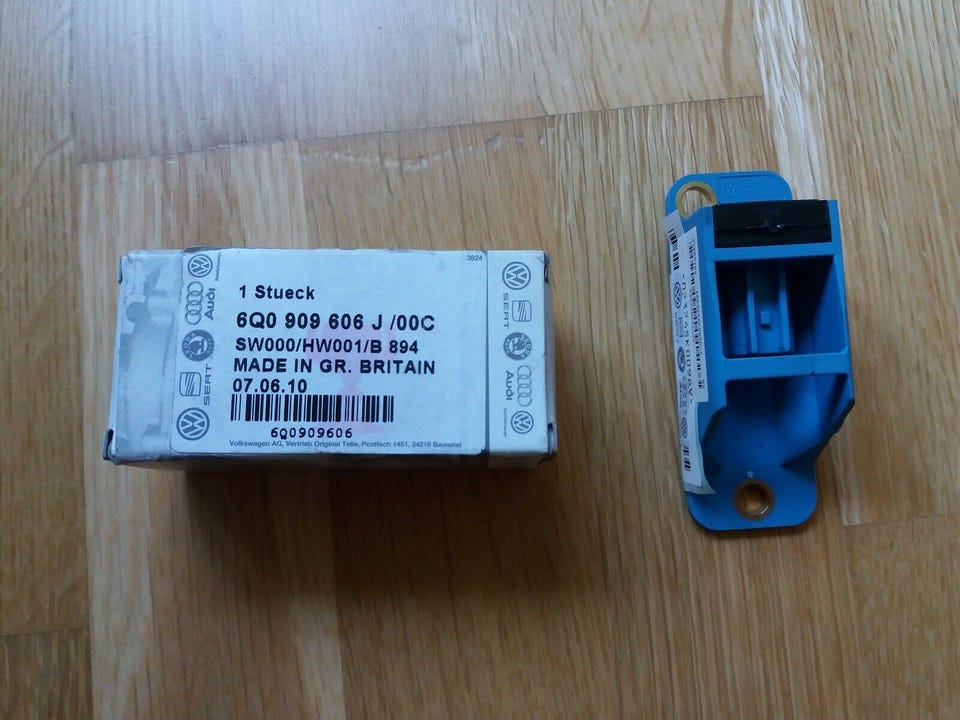 3824
1 Stueck
6Q0 909 606 J /00C
SW000/HW001/B 894
MADE IN GR. BRITAIN
07.06.10
6Q0909606
Volkswagen AG, Vertrieb Original Teile, Postfach 1451, 34219 Baunatal
Audi
SEAT
SEAT
Audi